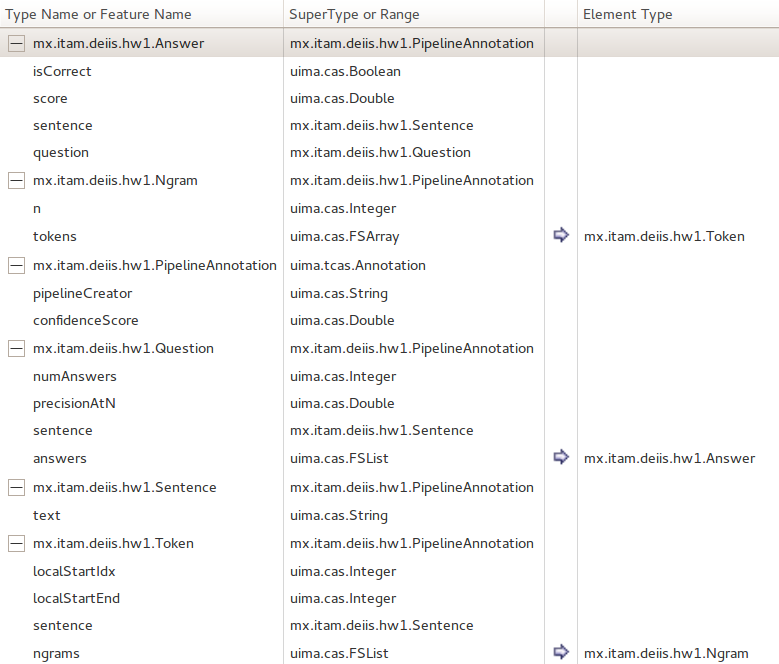 Type Name or Feature Name SuperType or Range Element Type
mx.itam.deiis.hw1.Answer mx.itam.deiis.hw1.PipelineAnnotation
isCorrect uima.cas.Boolean
score uima.cas.Double
sentence mx.itam.deiis.hw1.Sentence
question mx.itam.deiis.hw1.Question
mx.itam.deiis.hw1.Ngram mx.itam.deiis.hw1.PipelineAnnotation
n uima.cas.Integer
tokens uima.cas.FSArray mx.itam.deiis.hw1.Token
mx.itam.deiis.hw1.PipelineAnnotation uima.tcas.Annotation
pipelineCreator uima.cas.String
confidenceScore uima.cas.Double
mx.itam.deiis.hw1.Question mx.itam.deiis.hw1.PipelineAnnotation
numAnswers uima.cas.Integer
precisionAtN uima.cas.Double
sentence mx.itam.deiis.hw1.Sentence
answers uima.cas.FSList mx.itam.deiis.hw1.Answer
mx.itam.deiis.hw1.Sentence mx.itam.deiis.hw1.PipelineAnnotation
text uima.cas.String
mx.itam.deiis.hw1.Token mx.itam.deiis.hw1.PipelineAnnotation
localStartIdx uima.cas.Integer
localStartEnd uima.cas.Integer
sentence mx.itam.deiis.hw1.Sentence
ngrams uima.cas.FSList mx.itam.deiis.hw1.Ngram